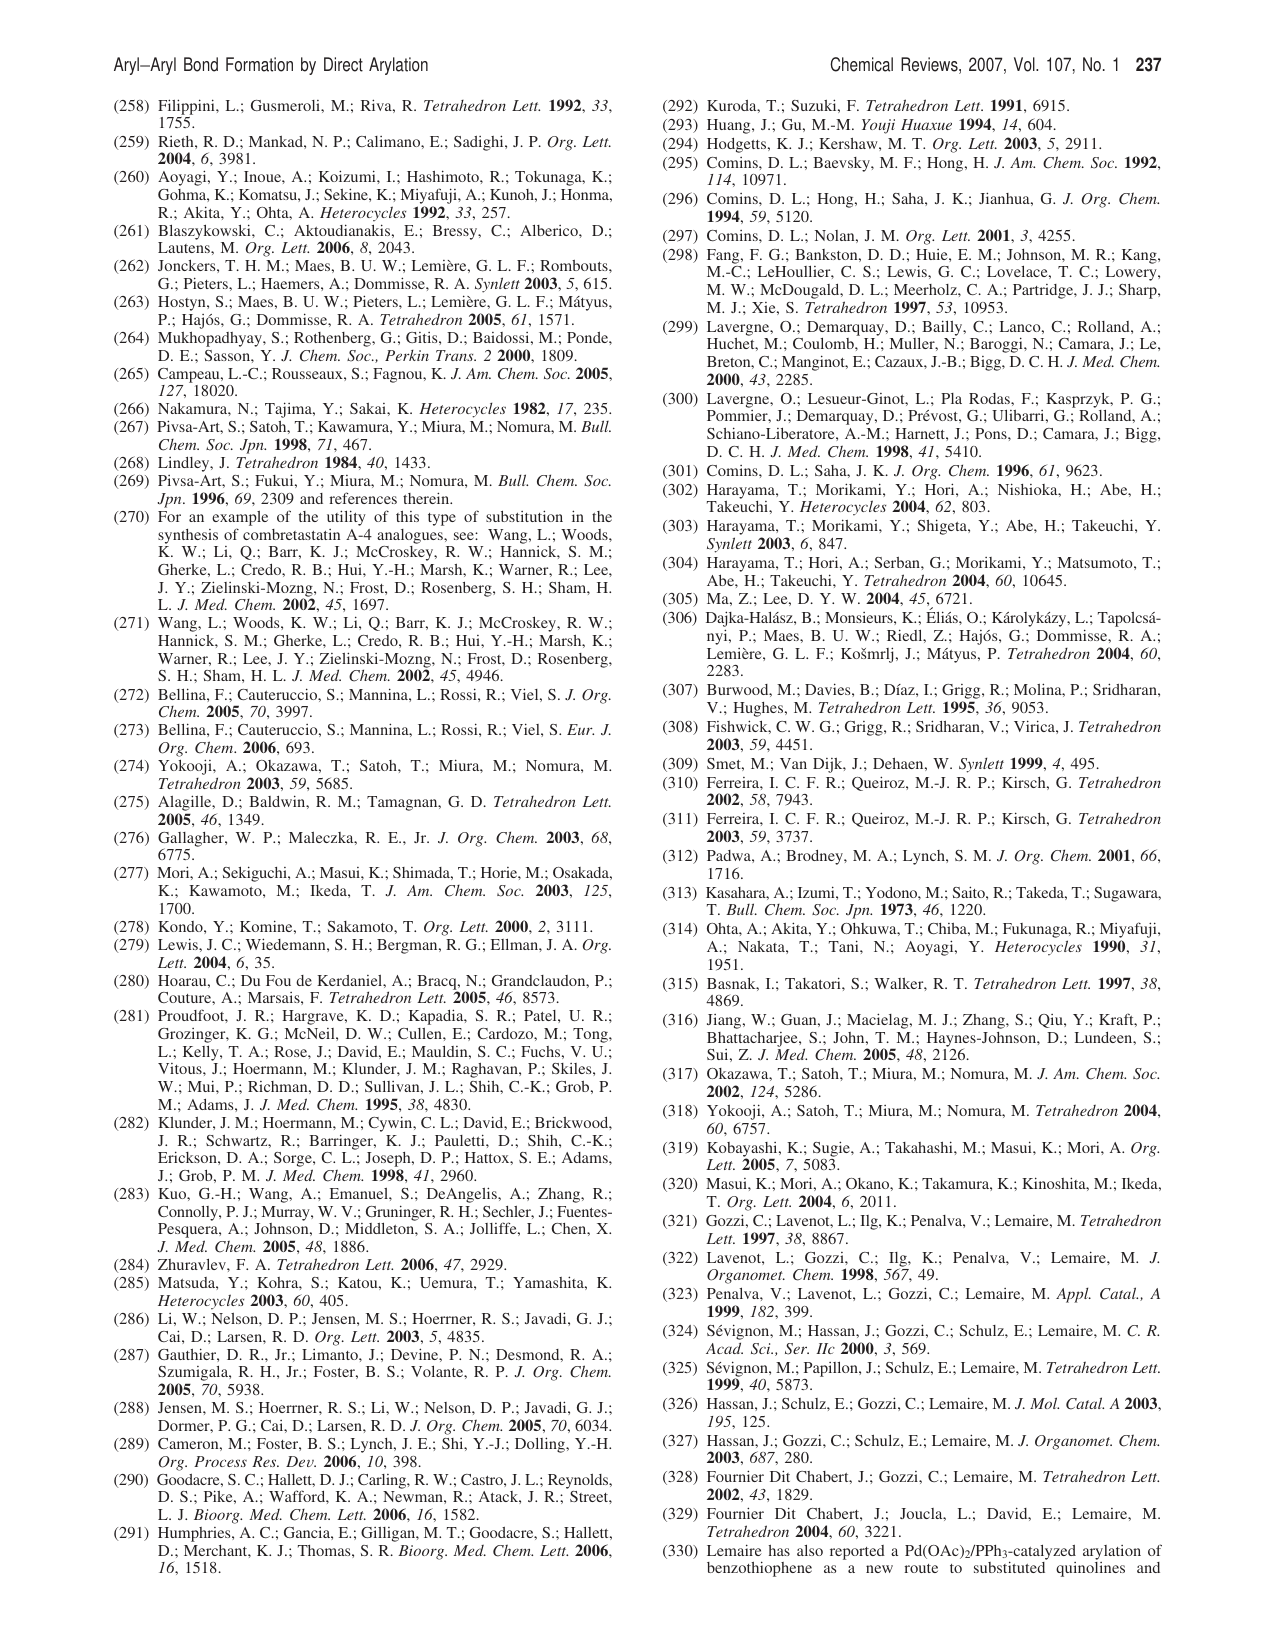 Aryl−Aryl Bond Formation by Direct Arylation
Chemical Reviews, 2007, Vol. 107, No. 1 237
(258) Filippini, L.; Gusmeroli, M.; Riva, R. Tetrahedron Lett. 1992, 33,
1755.
(259) Rieth, R. D.; Mankad, N. P.; Calimano, E.; Sadighi, J. P. Org. Lett.
2004, 6, 3981.
(260) Aoyagi, Y.; Inoue, A.; Koizumi, I.; Hashimoto, R.; Tokunaga, K.;
Gohma, K.; Komatsu, J.; Sekine, K.; Miyafuji, A.; Kunoh, J.; Honma,
R.; Akita, Y.; Ohta, A. Heterocycles 1992, 33, 257.
(261) Blaszykowski, C.; Aktoudianakis, E.; Bressy, C.; Alberico, D.;
Lautens, M. Org. Lett. 2006, 8, 2043.
(262) Jonckers, T. H. M.; Maes, B. U. W.; Lemière, G. L. F.; Rombouts,
G.; Pieters, L.; Haemers, A.; Dommisse, R. A. Synlett 2003, 5, 615.
(263) Hostyn, S.; Maes, B. U. W.; Pieters, L.; Lemière, G. L. F.; Mátyus,
P.; Hajós, G.; Dommisse, R. A. Tetrahedron 2005, 61, 1571.
(264) Mukhopadhyay, S.; Rothenberg, G.; Gitis, D.; Baidossi, M.; Ponde,
D. E.; Sasson, Y. J. Chem. Soc., Perkin Trans. 2 2000, 1809.
(265) Campeau, L.-C.; Rousseaux, S.; Fagnou, K. J. Am. Chem. Soc. 2005,
127, 18020.
(266) Nakamura, N.; Tajima, Y.; Sakai, K. Heterocycles 1982, 17, 235.
(267) Pivsa-Art, S.; Satoh, T.; Kawamura, Y.; Miura, M.; Nomura, M. Bull.
Chem. Soc. Jpn. 1998, 71, 467.
(268) Lindley, J. Tetrahedron 1984, 40, 1433.
(269) Pivsa-Art, S.; Fukui, Y.; Miura, M.; Nomura, M. Bull. Chem. Soc.
Jpn. 1996, 69, 2309 and references therein.
(270) For an example of the utility of this type of substitution in the
synthesis of combretastatin A-4 analogues, see: Wang, L.; Woods,
K. W.; Li, Q.; Barr, K. J.; McCroskey, R. W.; Hannick, S. M.;
Gherke, L.; Credo, R. B.; Hui, Y.-H.; Marsh, K.; Warner, R.; Lee,
J. Y.; Zielinski-Mozng, N.; Frost, D.; Rosenberg, S. H.; Sham, H.
L. J. Med. Chem. 2002, 45, 1697.
(271) Wang, L.; Woods, K. W.; Li, Q.; Barr, K. J.; McCroskey, R. W.;
Hannick, S. M.; Gherke, L.; Credo, R. B.; Hui, Y.-H.; Marsh, K.;
Warner, R.; Lee, J. Y.; Zielinski-Mozng, N.; Frost, D.; Rosenberg,
S. H.; Sham, H. L. J. Med. Chem. 2002, 45, 4946.
(272) Bellina, F.; Cauteruccio, S.; Mannina, L.; Rossi, R.; Viel, S. J. Org.
Chem. 2005, 70, 3997.
(273) Bellina, F.; Cauteruccio, S.; Mannina, L.; Rossi, R.; Viel, S. Eur. J.
Org. Chem. 2006, 693.
(274) Yokooji, A.; Okazawa, T.; Satoh, T.; Miura, M.; Nomura, M.
Tetrahedron 2003, 59, 5685.
(275) Alagille, D.; Baldwin, R. M.; Tamagnan, G. D. Tetrahedron Lett.
2005, 46, 1349.
(276) Gallagher, W. P.; Maleczka, R. E., Jr. J. Org. Chem. 2003, 68,
6775.
(277) Mori, A.; Sekiguchi, A.; Masui, K.; Shimada, T.; Horie, M.; Osakada,
K.; Kawamoto, M.; Ikeda, T. J. Am. Chem. Soc. 2003, 125,
1700.
(278) Kondo, Y.; Komine, T.; Sakamoto, T. Org. Lett. 2000, 2, 3111.
(279) Lewis, J. C.; Wiedemann, S. H.; Bergman, R. G.; Ellman, J. A. Org.
Lett. 2004, 6, 35.
(280) Hoarau, C.; Du Fou de Kerdaniel, A.; Bracq, N.; Grandclaudon, P.;
Couture, A.; Marsais, F. Tetrahedron Lett. 2005, 46, 8573.
(281) Proudfoot, J. R.; Hargrave, K. D.; Kapadia, S. R.; Patel, U. R.;
Grozinger, K. G.; McNeil, D. W.; Cullen, E.; Cardozo, M.; Tong,
L.; Kelly, T. A.; Rose, J.; David, E.; Mauldin, S. C.; Fuchs, V. U.;
Vitous, J.; Hoermann, M.; Klunder, J. M.; Raghavan, P.; Skiles, J.
W.; Mui, P.; Richman, D. D.; Sullivan, J. L.; Shih, C.-K.; Grob, P.
M.; Adams, J. J. Med. Chem. 1995, 38, 4830.
(282) Klunder, J. M.; Hoermann, M.; Cywin, C. L.; David, E.; Brickwood,
J. R.; Schwartz, R.; Barringer, K. J.; Pauletti, D.; Shih, C.-K.;
Erickson, D. A.; Sorge, C. L.; Joseph, D. P.; Hattox, S. E.; Adams,
J.; Grob, P. M. J. Med. Chem. 1998, 41, 2960.
(283) Kuo, G.-H.; Wang, A.; Emanuel, S.; DeAngelis, A.; Zhang, R.;
Connolly, P. J.; Murray, W. V.; Gruninger, R. H.; Sechler, J.; Fuentes-
Pesquera, A.; Johnson, D.; Middleton, S. A.; Jolliffe, L.; Chen, X.
J. Med. Chem. 2005, 48, 1886.
(284) Zhuravlev, F. A. Tetrahedron Lett. 2006, 47, 2929.
(285) Matsuda, Y.; Kohra, S.; Katou, K.; Uemura, T.; Yamashita, K.
Heterocycles 2003, 60, 405.
(286) Li, W.; Nelson, D. P.; Jensen, M. S.; Hoerrner, R. S.; Javadi, G. J.;
Cai, D.; Larsen, R. D. Org. Lett. 2003, 5, 4835.
(287) Gauthier, D. R., Jr.; Limanto, J.; Devine, P. N.; Desmond, R. A.;
Szumigala, R. H., Jr.; Foster, B. S.; Volante, R. P. J. Org. Chem.
2005, 70, 5938.
(288) Jensen, M. S.; Hoerrner, R. S.; Li, W.; Nelson, D. P.; Javadi, G. J.;
Dormer, P. G.; Cai, D.; Larsen, R. D. J. Org. Chem. 2005, 70, 6034.
(289) Cameron, M.; Foster, B. S.; Lynch, J. E.; Shi, Y.-J.; Dolling, Y.-H.
Org. Process Res. Dev. 2006, 10, 398.
(290) Goodacre, S. C.; Hallett, D. J.; Carling, R. W.; Castro, J. L.; Reynolds,
D. S.; Pike, A.; Wafford, K. A.; Newman, R.; Atack, J. R.; Street,
L. J. Bioorg. Med. Chem. Lett. 2006, 16, 1582.
(291) Humphries, A. C.; Gancia, E.; Gilligan, M. T.; Goodacre, S.; Hallett,
D.; Merchant, K. J.; Thomas, S. R. Bioorg. Med. Chem. Lett. 2006,
16, 1518.
(292) Kuroda, T.; Suzuki, F. Tetrahedron Lett. 1991, 6915.
(293) Huang, J.; Gu, M.-M. Youji Huaxue 1994, 14, 604.
(294) Hodgetts, K. J.; Kershaw, M. T. Org. Lett. 2003, 5, 2911.
(295) Comins, D. L.; Baevsky, M. F.; Hong, H. J. Am. Chem. Soc. 1992,
114, 10971.
(296) Comins, D. L.; Hong, H.; Saha, J. K.; Jianhua, G. J. Org. Chem.
1994, 59, 5120.
(297) Comins, D. L.; Nolan, J. M. Org. Lett. 2001, 3, 4255.
(298) Fang, F. G.; Bankston, D. D.; Huie, E. M.; Johnson, M. R.; Kang,
M.-C.; LeHoullier, C. S.; Lewis, G. C.; Lovelace, T. C.; Lowery,
M. W.; McDougald, D. L.; Meerholz, C. A.; Partridge, J. J.; Sharp,
M. J.; Xie, S. Tetrahedron 1997, 53, 10953.
(299) Lavergne, O.; Demarquay, D.; Bailly, C.; Lanco, C.; Rolland, A.;
Huchet, M.; Coulomb, H.; Muller, N.; Baroggi, N.; Camara, J.; Le,
Breton, C.; Manginot, E.; Cazaux, J.-B.; Bigg, D. C. H. J. Med. Chem.
2000, 43, 2285.
(300) Lavergne, O.; Lesueur-Ginot, L.; Pla Rodas, F.; Kasprzyk, P. G.;
Pommier, J.; Demarquay, D.; Prévost, G.; Ulibarri, G.; Rolland, A.;
Schiano-Liberatore, A.-M.; Harnett, J.; Pons, D.; Camara, J.; Bigg,
D. C. H. J. Med. Chem. 1998, 41, 5410.
(301) Comins, D. L.; Saha, J. K. J. Org. Chem. 1996, 61, 9623.
(302) Harayama, T.; Morikami, Y.; Hori, A.; Nishioka, H.; Abe, H.;
Takeuchi, Y. Heterocycles 2004, 62, 803.
(303) Harayama, T.; Morikami, Y.; Shigeta, Y.; Abe, H.; Takeuchi, Y.
Synlett 2003, 6, 847.
(304) Harayama, T.; Hori, A.; Serban, G.; Morikami, Y.; Matsumoto, T.;
Abe, H.; Takeuchi, Y. Tetrahedron 2004, 60, 10645.
(305) Ma, Z.; Lee, D. Y. W. 2004, 45, 6721.
(306) Dajka-Halász, B.; Monsieurs, K.; Éliás, O.; Károlykázy, L.; Tapolcsá-
nyi, P.; Maes, B. U. W.; Riedl, Z.; Hajós, G.; Dommisse, R. A.;
Lemière, G. L. F.; Košmrlj, J.; Mátyus, P. Tetrahedron 2004, 60,
2283.
(307) Burwood, M.; Davies, B.; Díaz, I.; Grigg, R.; Molina, P.; Sridharan,
V.; Hughes, M. Tetrahedron Lett. 1995, 36, 9053.
(308) Fishwick, C. W. G.; Grigg, R.; Sridharan, V.; Virica, J. Tetrahedron
2003, 59, 4451.
(309) Smet, M.; Van Dijk, J.; Dehaen, W. Synlett 1999, 4, 495.
(310) Ferreira, I. C. F. R.; Queiroz, M.-J. R. P.; Kirsch, G. Tetrahedron
2002, 58, 7943.
(311) Ferreira, I. C. F. R.; Queiroz, M.-J. R. P.; Kirsch, G. Tetrahedron
2003, 59, 3737.
(312) Padwa, A.; Brodney, M. A.; Lynch, S. M. J. Org. Chem. 2001, 66,
1716.
(313) Kasahara, A.; Izumi, T.; Yodono, M.; Saito, R.; Takeda, T.; Sugawara,
T. Bull. Chem. Soc. Jpn. 1973, 46, 1220.
(314) Ohta, A.; Akita, Y.; Ohkuwa, T.; Chiba, M.; Fukunaga, R.; Miyafuji,
A.; Nakata, T.; Tani, N.; Aoyagi, Y. Heterocycles 1990, 31,
1951.
(315) Basnak, I.; Takatori, S.; Walker, R. T. Tetrahedron Lett. 1997, 38,
4869.
(316) Jiang, W.; Guan, J.; Macielag, M. J.; Zhang, S.; Qiu, Y.; Kraft, P.;
Bhattacharjee, S.; John, T. M.; Haynes-Johnson, D.; Lundeen, S.;
Sui, Z. J. Med. Chem. 2005, 48, 2126.
(317) Okazawa, T.; Satoh, T.; Miura, M.; Nomura, M. J. Am. Chem. Soc.
2002, 124, 5286.
(318) Yokooji, A.; Satoh, T.; Miura, M.; Nomura, M. Tetrahedron 2004,
60, 6757.
(319) Kobayashi, K.; Sugie, A.; Takahashi, M.; Masui, K.; Mori, A. Org.
Lett. 2005, 7, 5083.
(320) Masui, K.; Mori, A.; Okano, K.; Takamura, K.; Kinoshita, M.; Ikeda,
T. Org. Lett. 2004, 6, 2011.
(321) Gozzi, C.; Lavenot, L.; Ilg, K.; Penalva, V.; Lemaire, M. Tetrahedron
Lett. 1997, 38, 8867.
(322) Lavenot, L.; Gozzi, C.; Ilg, K.; Penalva, V.; Lemaire, M. J.
Organomet. Chem. 1998, 567, 49.
(323) Penalva, V.; Lavenot, L.; Gozzi, C.; Lemaire, M. Appl. Catal., A
1999, 182, 399.
(324) Sévignon, M.; Hassan, J.; Gozzi, C.; Schulz, E.; Lemaire, M. C. R.
Acad. Sci., Ser. IIc 2000, 3, 569.
(325) Sévignon, M.; Papillon, J.; Schulz, E.; Lemaire, M. Tetrahedron Lett.
1999, 40, 5873.
(326) Hassan, J.; Schulz, E.; Gozzi, C.; Lemaire, M. J. Mol. Catal. A 2003,
195, 125.
(327) Hassan, J.; Gozzi, C.; Schulz, E.; Lemaire, M. J. Organomet. Chem.
2003, 687, 280.
(328) Fournier Dit Chabert, J.; Gozzi, C.; Lemaire, M. Tetrahedron Lett.
2002, 43, 1829.
(329) Fournier Dit Chabert, J.; Joucla, L.; David, E.; Lemaire, M.
Tetrahedron 2004, 60, 3221.
(330) Lemaire has also reported a Pd(OAc)2/PPh3-catalyzed arylation of
benzothiophene as a new route to substituted quinolines and